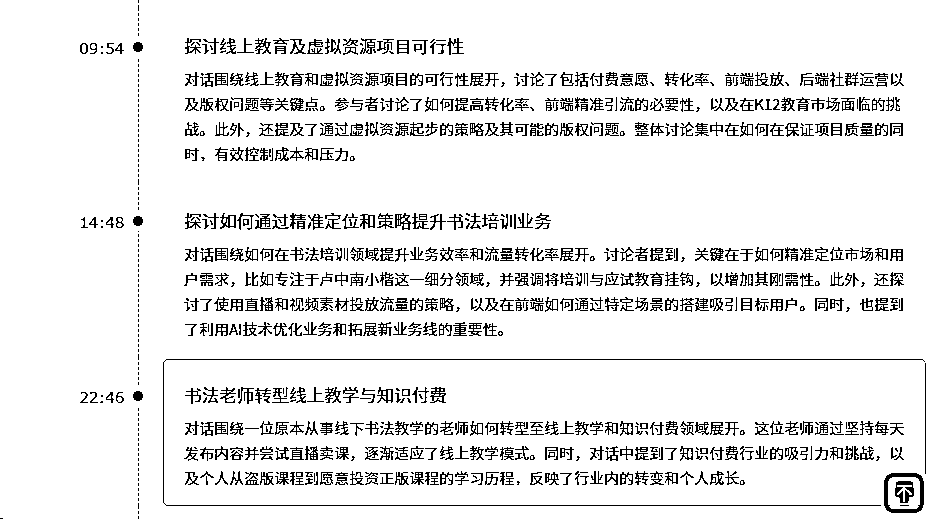 09:54
探讨线上教育及虚拟资源项目可行性
对话围绕线上教育和虚拟资源项目的可行性展开，讨论了包括付费意愿、转化率、前端投放、后端社群运营以
及版权问题等关键点。参与者讨论了如何提高转化率、前端精准引流的必要性，以及在K12教育市场面临的挑
战。此外，还提及了通过虚拟资源起步的策略及其可能的版权问题。整体讨论集中在如何在保证项目质量的同
时，有效控制成本和压力。
14:48
探讨如何通过精准定位和策略提升书法培训业务
对话围绕如何在书法培训领域提升业务效率和流量转化率展开。讨论者提到，关键在于如何精准定位市场和用
户需求，比如专注于卢中南小楷这一细分领域，并强调将培训与应试教育挂钩，以增加其刚需性。此外，还探
讨了使用直播和视频素材投放流量的策略，以及在前端如何通过特定场景的搭建吸引目标用户。同时，也提到
了利用AI技术优化业务和拓展新业务线的重要性。
22:46
书法老师转型线上教学与知识付费
对话围绕一位原本从事线下书法教学的老师如何转型至线上教学和知识付费领域展开。这位老师通过坚持每天
发布内容并尝试直播卖课，逐渐适应了线上教学模式。同时，对话中提到了知识付费行业的吸引力和挑战，以
及个人从盗版课程到愿意投资正版课程的学习历程，反映了行业内的转变和个人成长。